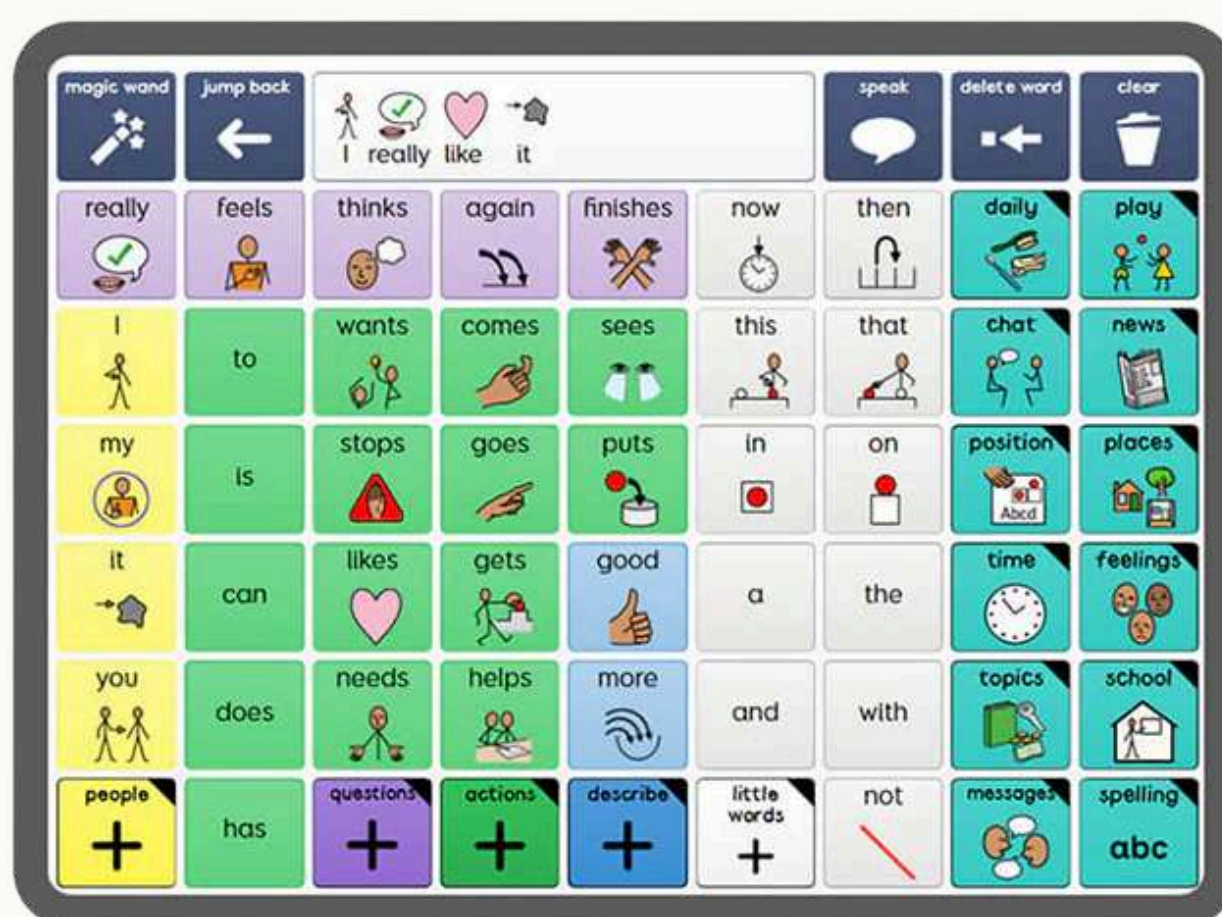 magic wand
jump back
I really like it
speak
delete word
clear
really
feels
thinks
again
finishes
now
then
daily
play
I
to
wants
comes
sees
this
that
chat
news
my
is
stops
goes
puts
in
on
position
Abcd
places
it
can
likes
gets
good
a
the
time
feelings
you
does
needs
helps
more
and
with
topics
school
people
has
questions
actions
describe
little
words
not
messages
spelling
abc